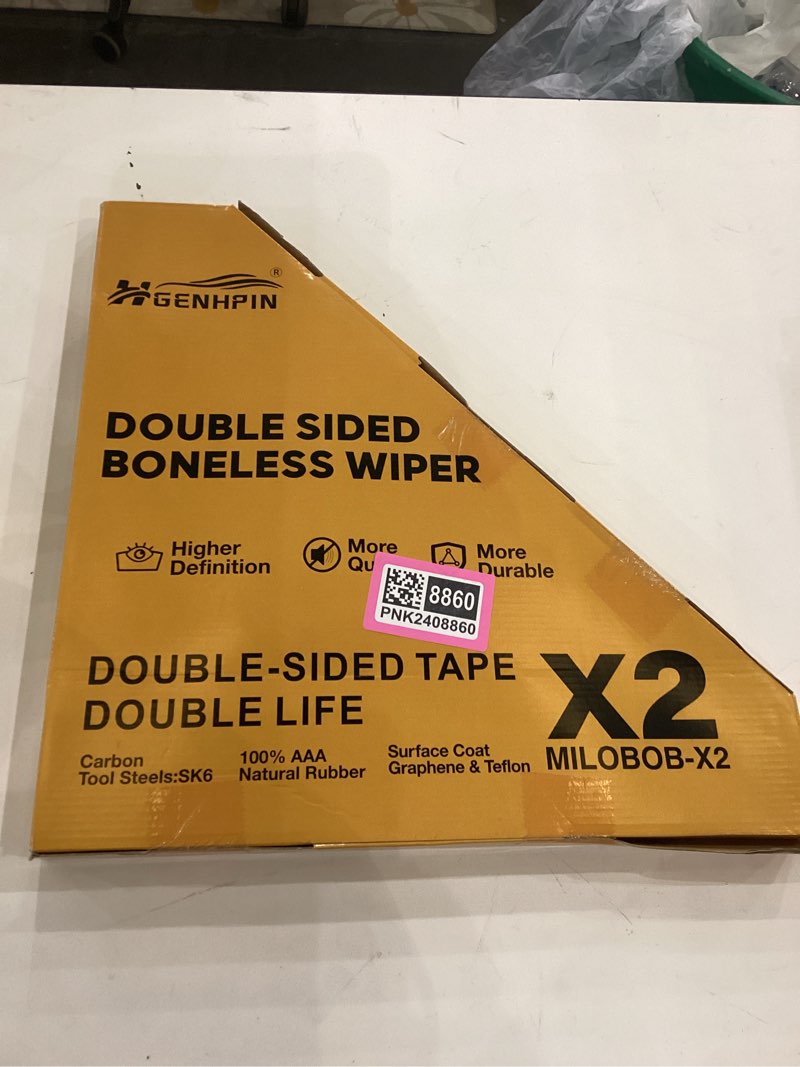 HGENHPIN®
DOUBLE SIDED
BONELESS WIPER
Higher
Definition
More
More
Durable
8860
PNK2408860
DOUBLE-SIDED TAPE
DOUBLE LIFE
X2
MILOBOB-X2
Carbon
Tool Steels:SK6
100% AAA
Natural Rubber
Surface Coat
Graphene & Teflon